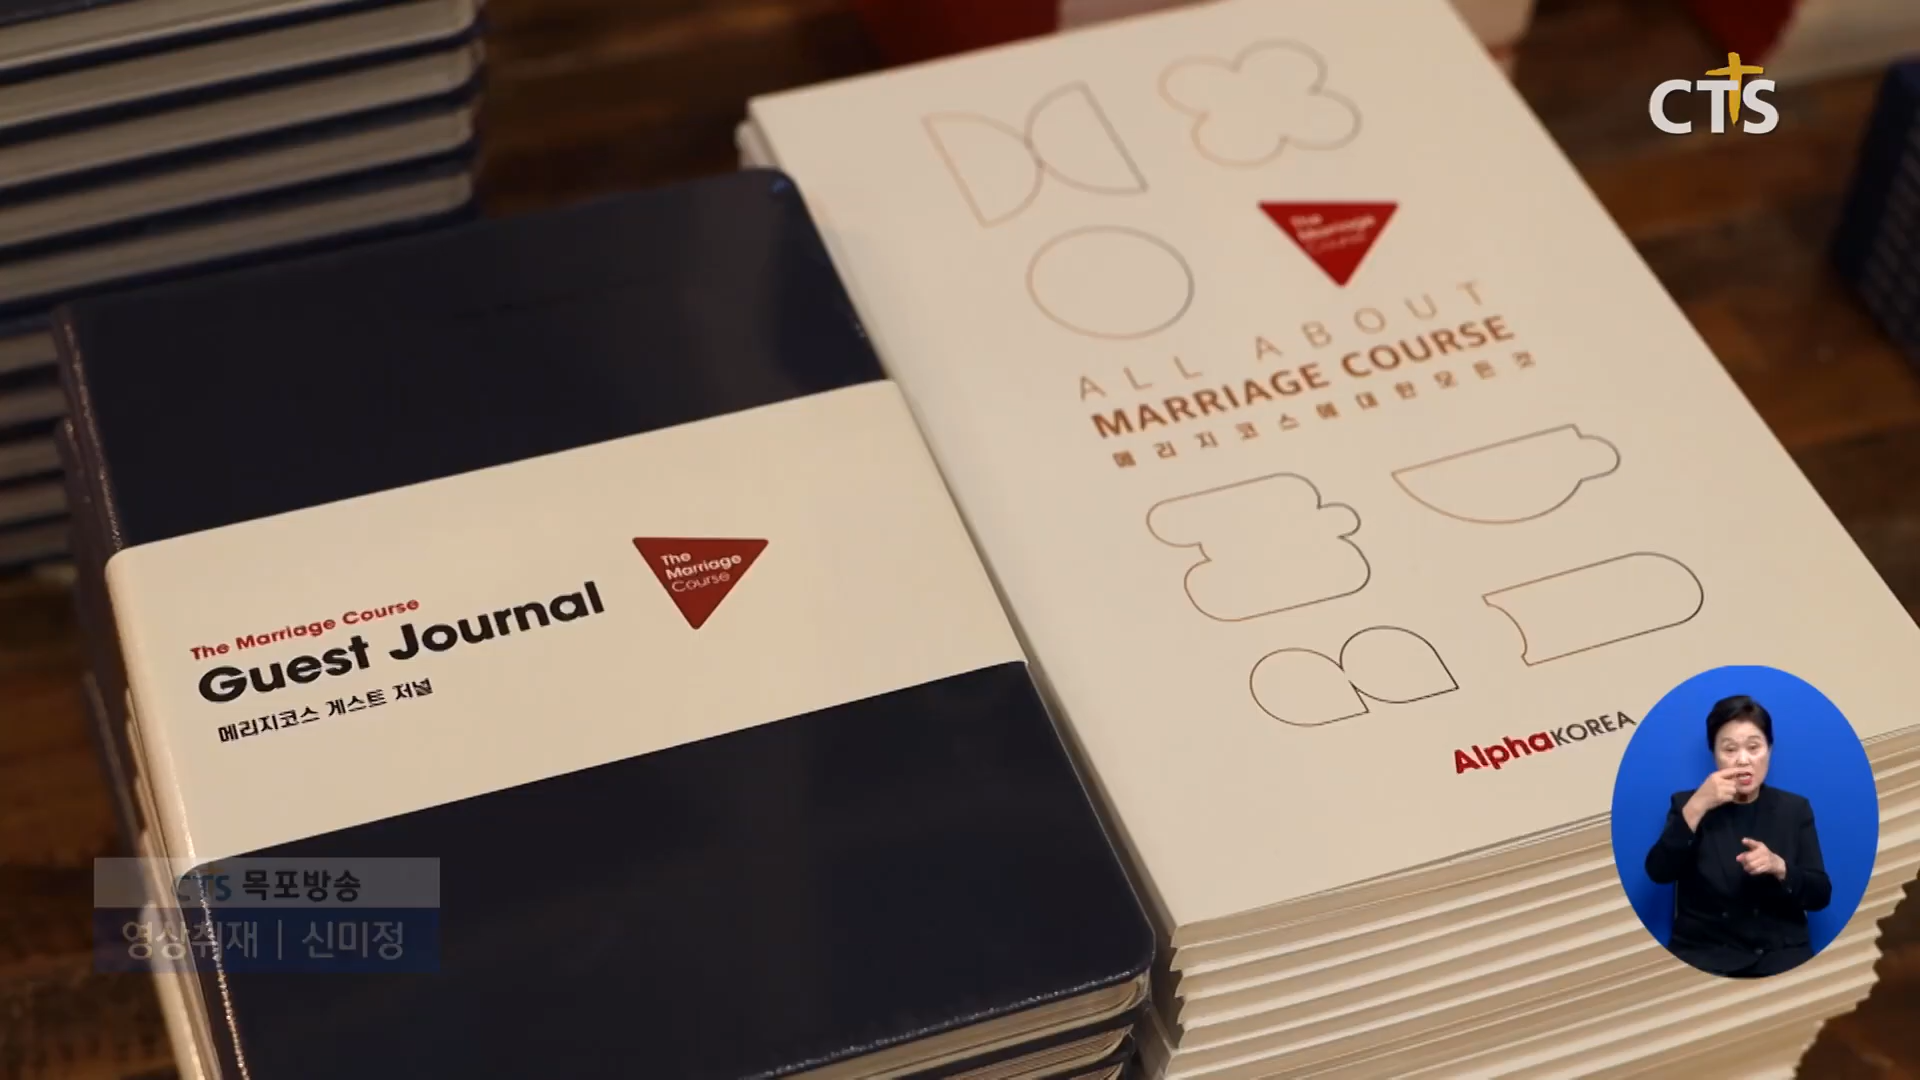 CTS
The
Marriage
Course
ALL ABOUT
MARRIAGE COURSE
메리지코스에대한모든것
The
Marriage
Course
The Marriage Course
Guest Journal
메리지코스 게스트 저널
AlphaKOREA
CTS 목포방송
영상취재 | 신미정